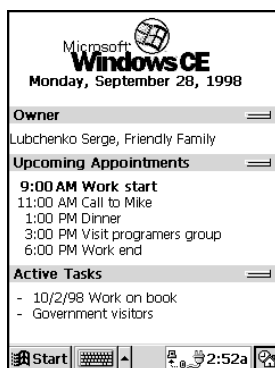 Microsoft®
Windows CE
Monday, September 28, 1998
Owner
Lubchenko Serge, Friendly Family
Upcoming Appointments
9:00 AM Work start
11:00 AM Call to Mike
1:00 PM Dinner
3:00 PM Visit programers group
6:00 PM Work end
Active Tasks
- 10/2/98 Work on book
- Government visitors
Start 2:52a